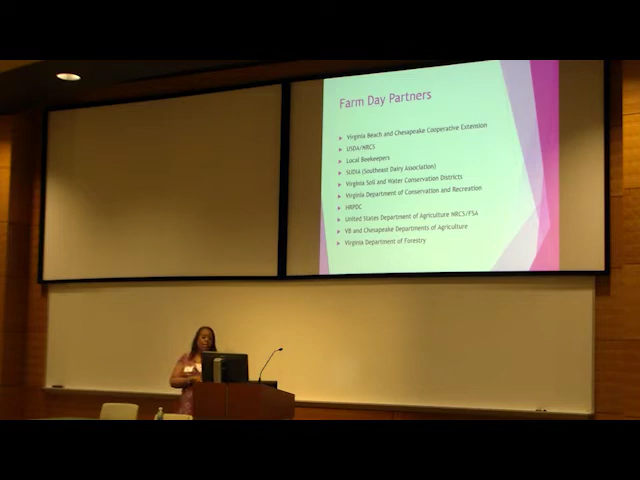 Farm Day Partners
Virginia Beach and Chesapeake Cooperative Extension
USDA/NRCS
Local Beekeepers
SUDIA (Southeast Dairy Association)
Virginia Soil and Water Conservation Districts
Virginia Department of Conservation and Recreation
HRPDC
United States Department of Agriculture NRCS/FSA
VB and Chesapeake Departments of Agriculture
Virginia Department of Forestry